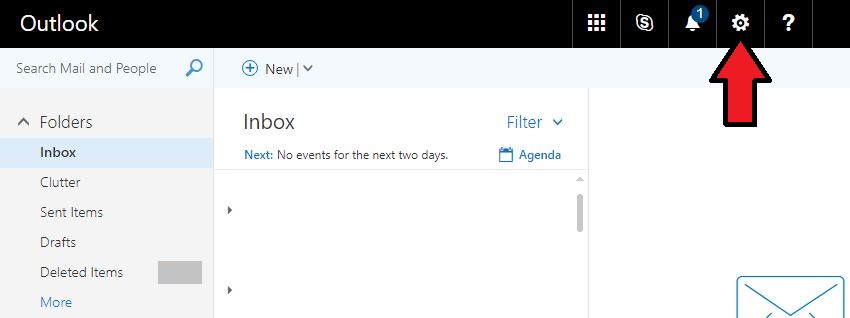 Outlook
1
?
Search Mail and People
New
Folders
Inbox
Clutter
Sent Items
Drafts
Deleted Items
More
Inbox
Filter
Next: No events for the next two days.
Agenda